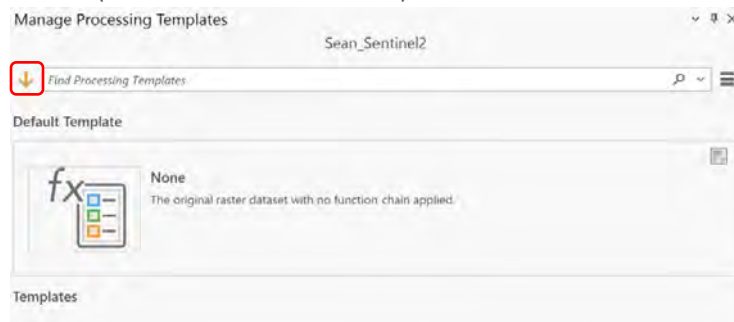 Manage Processing Templates
Sean_Sentinel2
Find Processing Templates
Default Template
fx
None
The original raster dataset with no function chain applied.
Templates